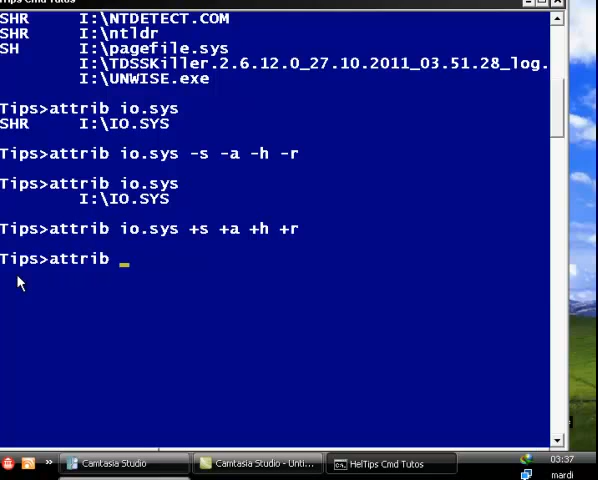 Tips Cmd Tutos
SHR I:\NTDETECT.COM
SHR I:\ntldr
SH I:\pagefile.sys
I:\TDSSKiller.2.6.12.0_27.10.2011_03.51.28_log.
I:\UNWISE.exe
Tips>attrib io.sys
SHR I:\IO.SYS
Tips>attrib io.sys -s -a -h -r
Tips>attrib io.sys
I:\IO.SYS
Tips>attrib io.sys +s +a +h +r
Tips>attrib _
» Camtasia Studio Camtasia Studio - Unti... HelTips Cmd Tutos 03:37
mardi